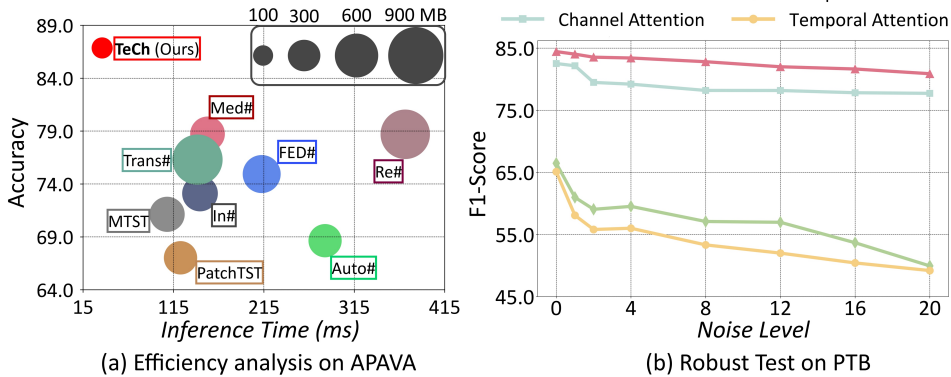 100 300 600 900 MB
Channel Attention
Temporal Attention
89.0
84.0
79.0
74.0
69.0
64.0
Accuracy
TeCh (Ours)
Med#
Trans#
FED#
Re#
MTST
In#
PatchTST
Auto#
15 115 215 315 415
Inference Time (ms)
(a) Efficiency analysis on APAVA
85.0
75.0
65.0
55.0
45.0
F1-Score
0 4 8 12 16 20
Noise Level
(b) Robust Test on PTB